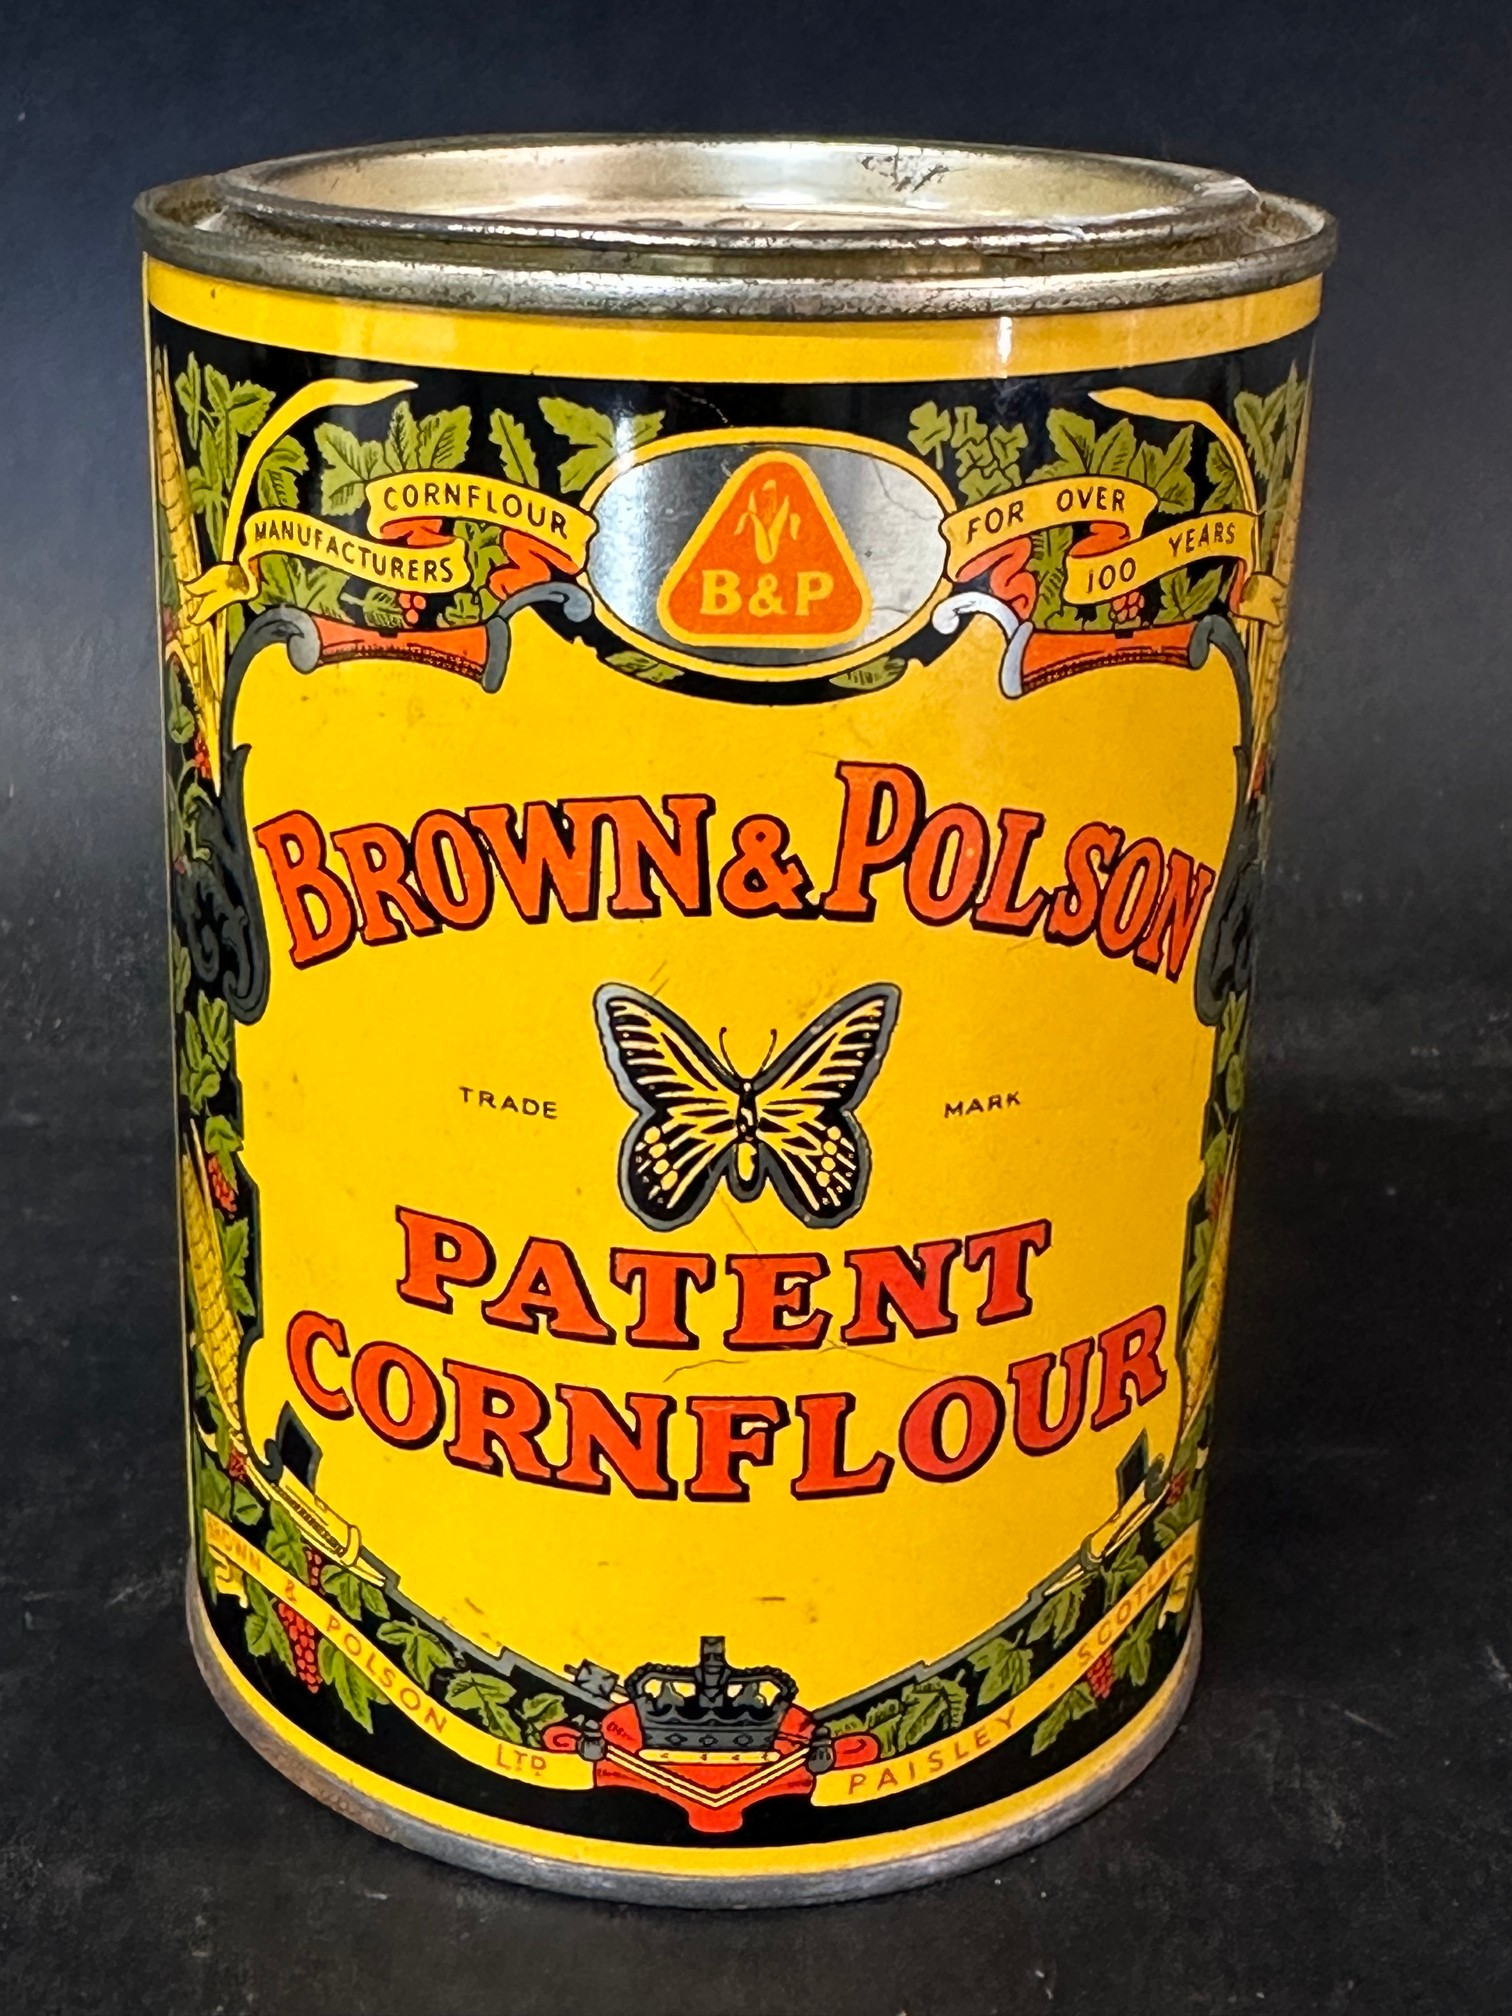 CORNFLOUR
MANUFACTURERS
FOR OVER
100 YEARS
B&P
BROWN & POLSON
TRADE MARK
PATENT
CORNFLOUR
BROWN & POLSON LTD PAISLEY SCOTLAND